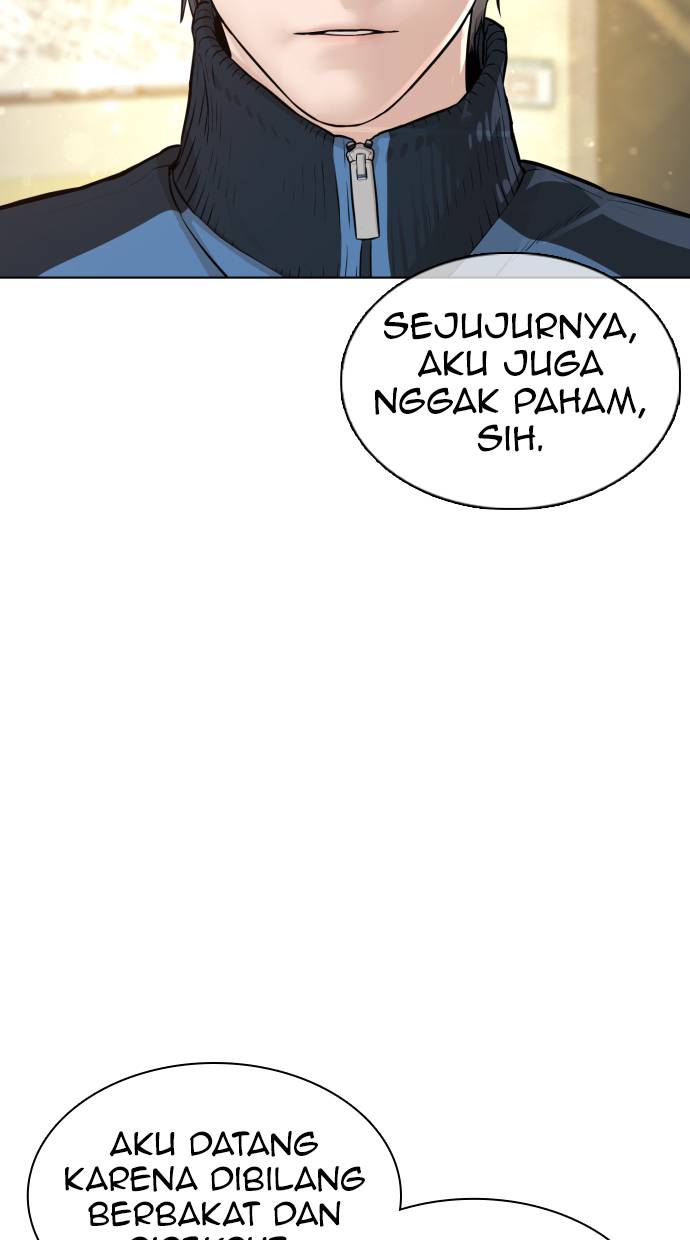 SEJUJURNYA,
AKU JUGA
NGGAK PAHAM,
SIH.
AKU DATANG
KARENA DIBILANG
BERBAKAT DAN